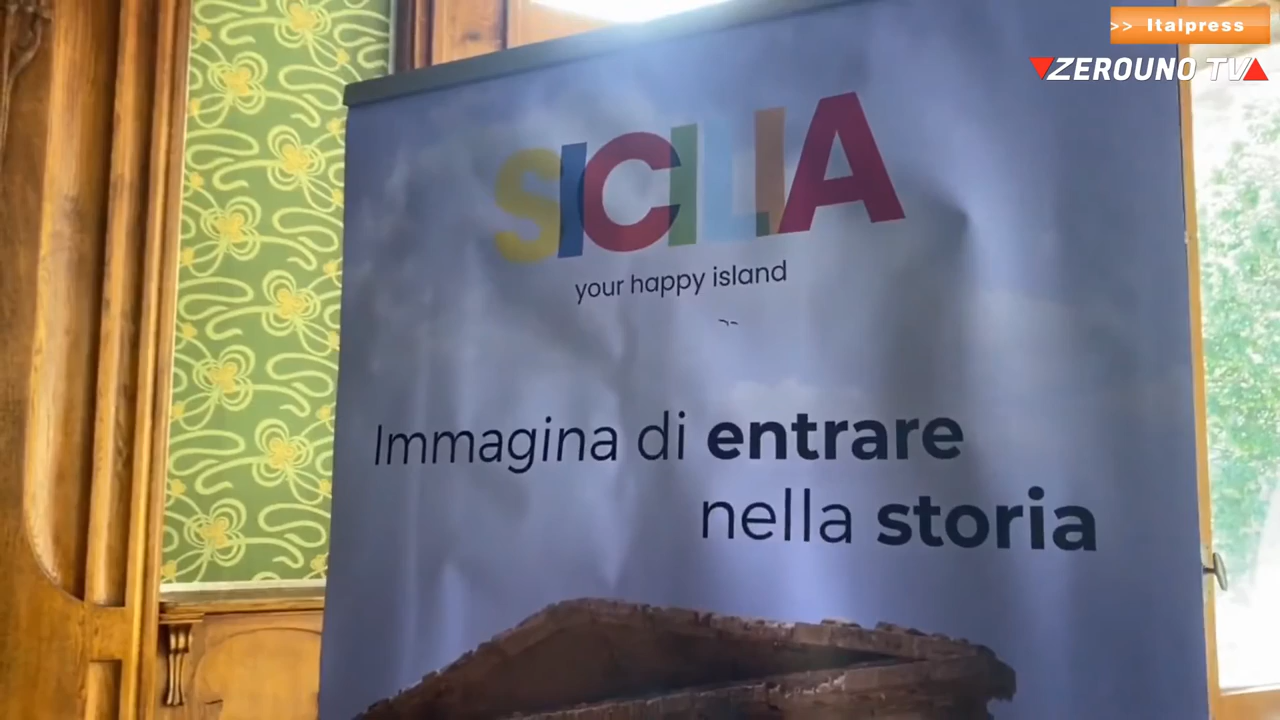 >> Italpress
ZEROUNO TV
SICILIA
your happy island
Immagina di entrare
nella storia